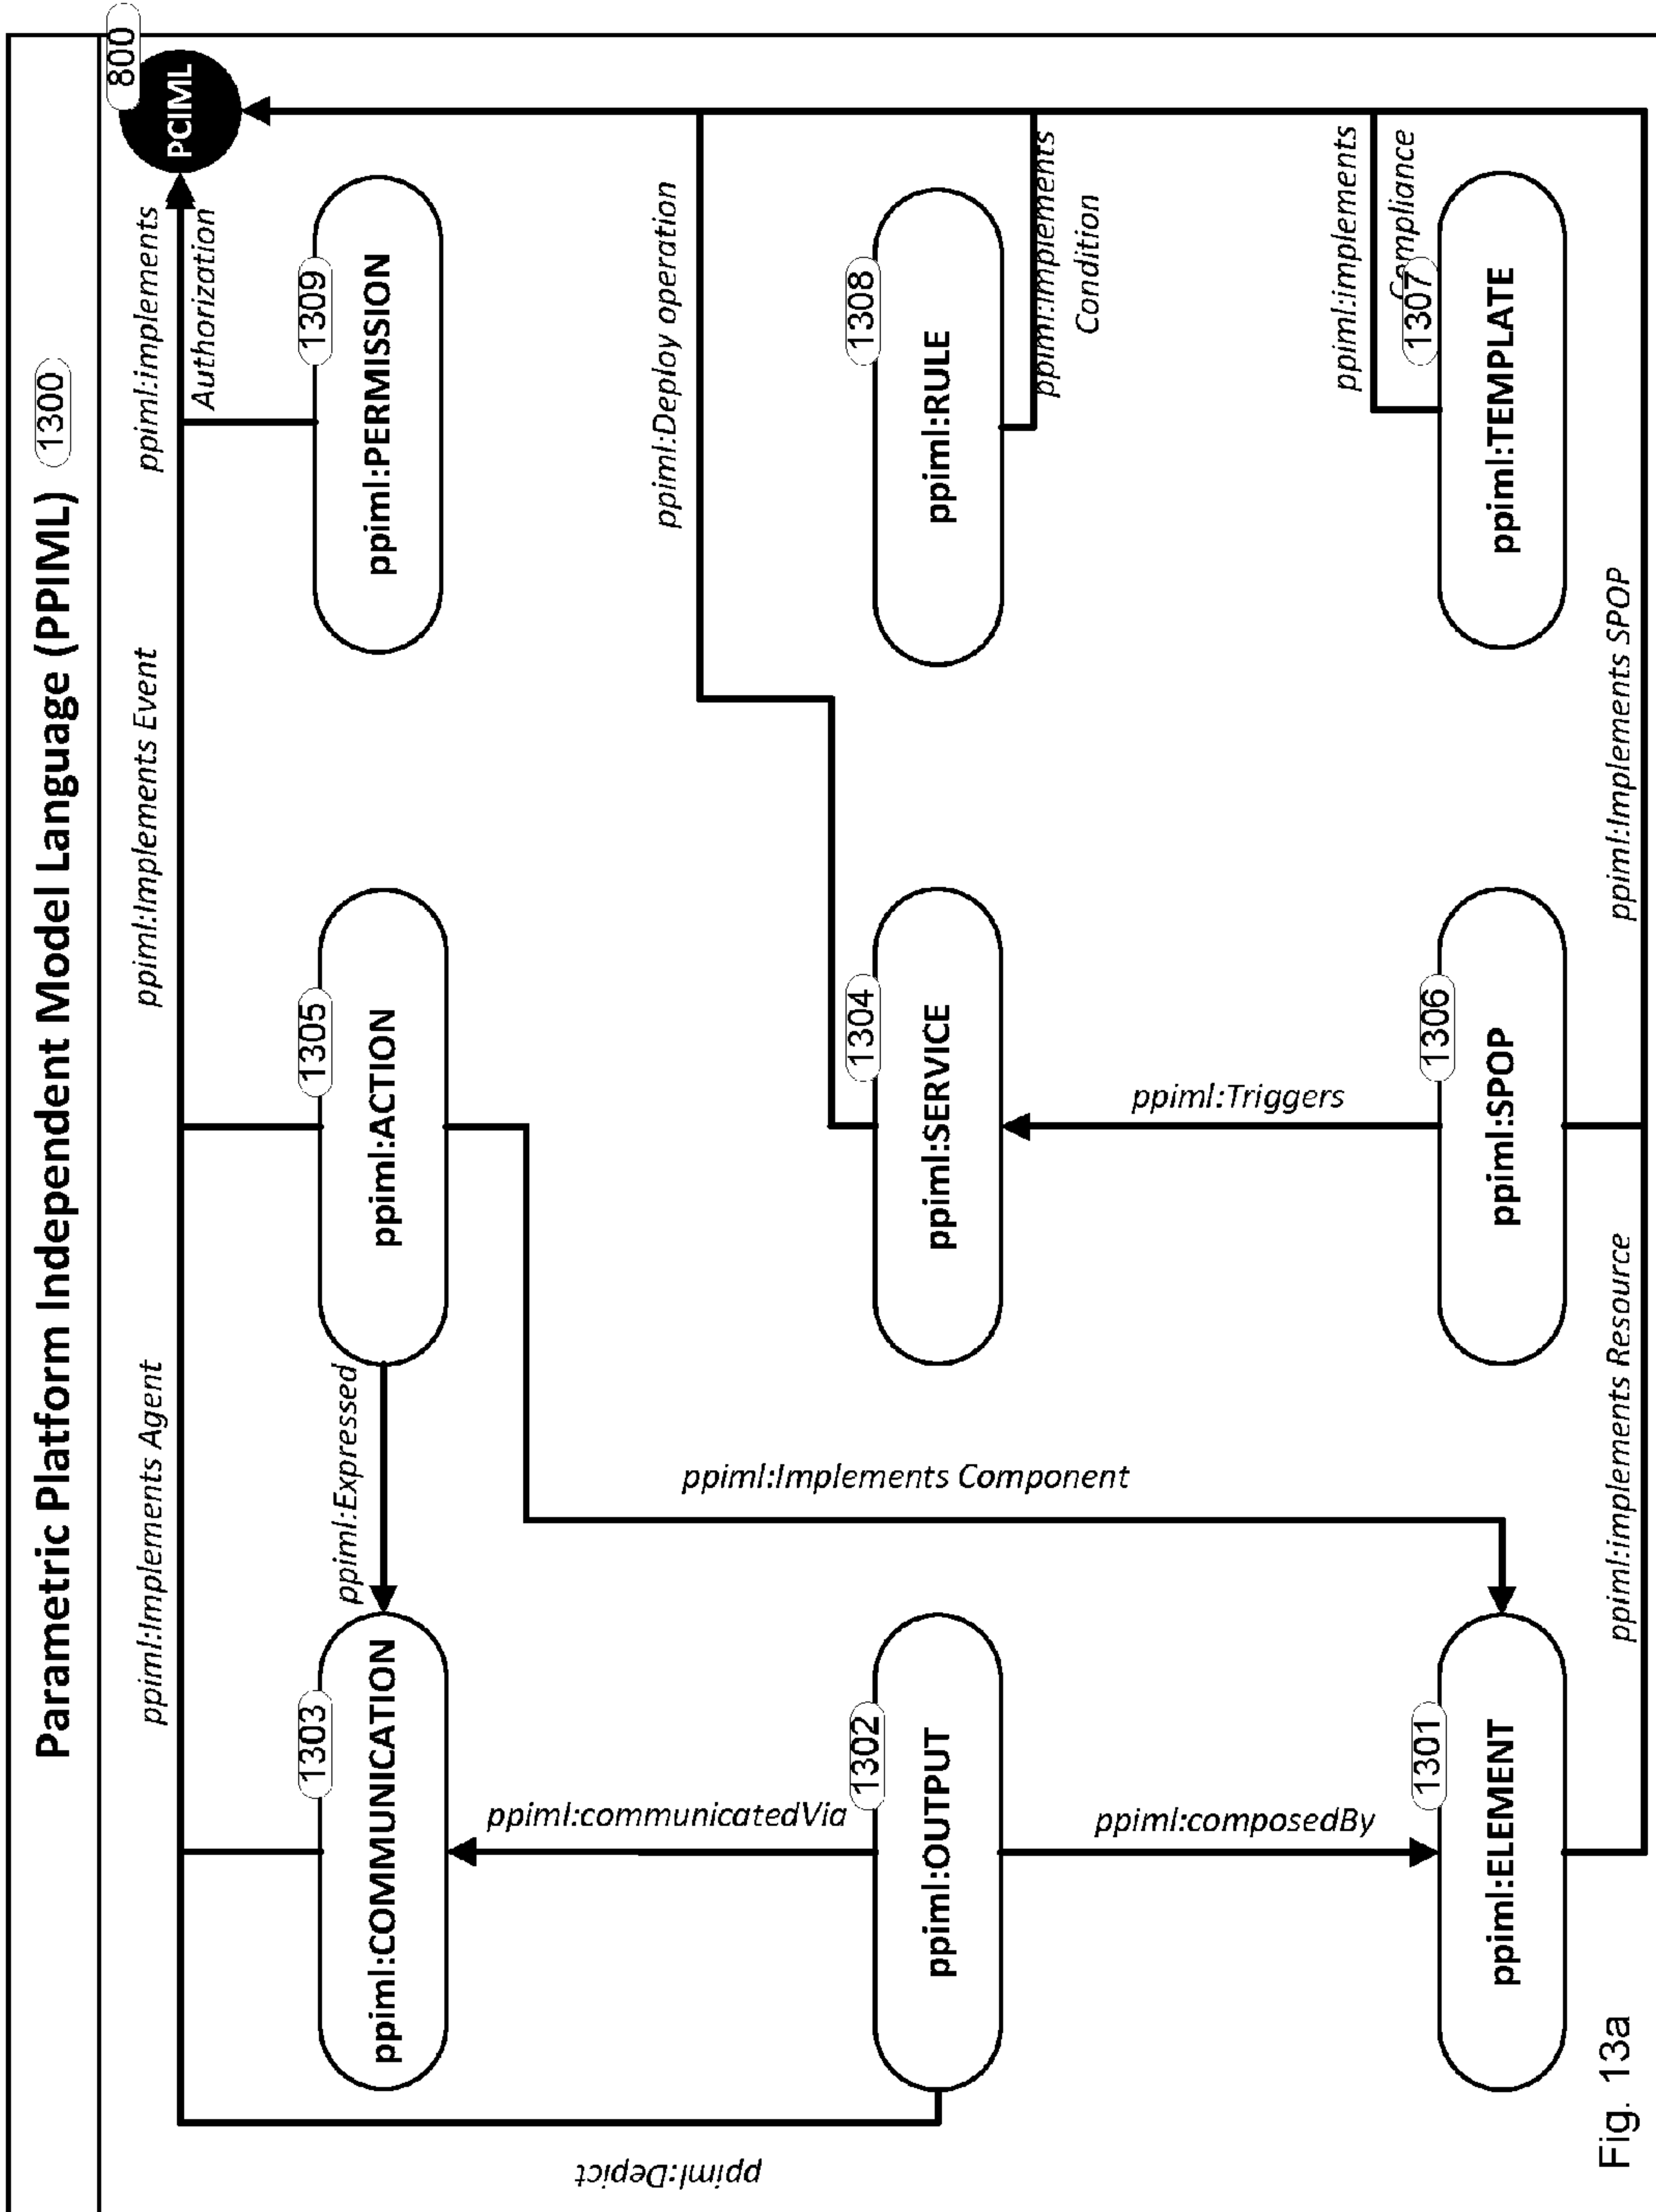 Parametric Platform Independent Model Language (PPIML) 1300
800
PCIML
ppiml:Implements Agent
ppiml:Implements Event
ppiml:implements
Authorization
1303
ppiml:COMMUNICATION
ppiml:Expressed
1305
ppiml:ACTION
1309
ppiml:PERMISSION
ppiml:Depict
ppiml:communicatedVia
ppiml:Implements Component
ppiml:Deploy operation
1302
ppiml:OUTPUT
1304
ppiml:SERVICE
1308
ppiml:RULE
ppiml:implements
Condition
ppiml:composedBy
ppiml:Triggers
ppiml:implements
Compliance
1301
ppiml:ELEMENT
1306
ppiml:SPOP
1307
ppiml:TEMPLATE
ppiml:implements Resource
ppiml:Implements SPOP
Fig. 13a